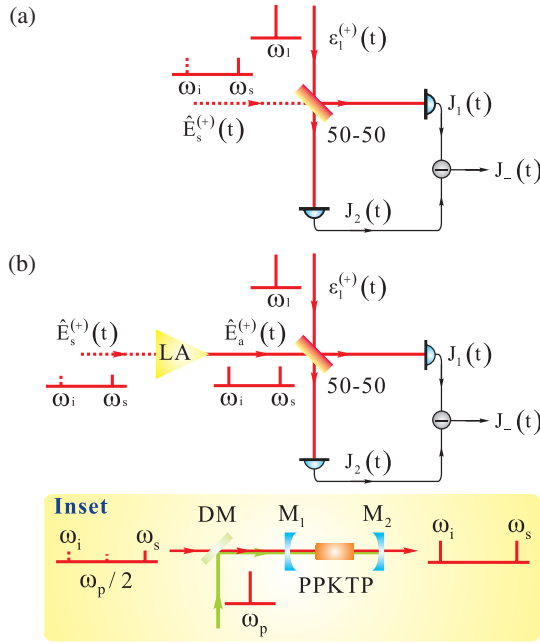 (a)
ω₁ ε₁⁽⁺⁾(t)
ωᵢ ωₛ
Êₛ⁽⁺⁾(t)
50-50
J₁(t)
J₋(t)
J₂(t)
(b)
ω₁ ε₁⁽⁺⁾(t)
Êₛ⁽⁺⁾(t) LA Êₐ⁽⁺⁾(t)
ωᵢ ωₛ ωᵢ ωₛ
50-50
J₁(t)
J₋(t)
J₂(t)
Inset
DM M₁ M₂
ωᵢ ωₛ
ωₚ/2
PPKTP
ωᵢ ωₛ
ωₚ